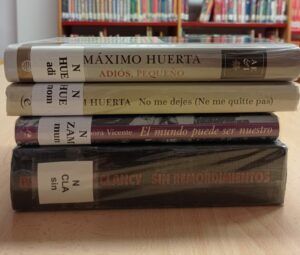 N
HUE
adi
MÁXIMO HUERTA
ADIÓS, PEQUEÑO
N
HUE
nom
HUERTA No me dejes (Ne me quitte pas)
N
ZAM
mun
Vicente El mundo puede ser nuestro
N
CLA
sin
CLANCY SIN REMORDIMIENTOS